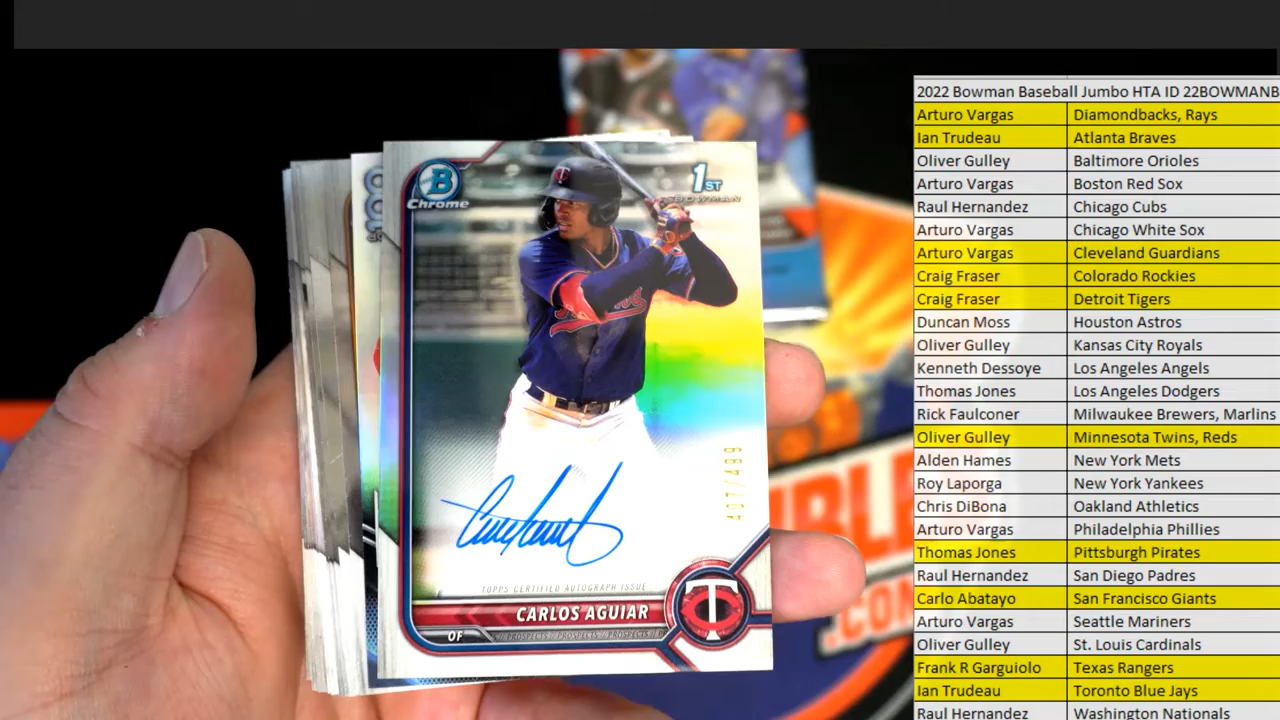 B
Chrome
1ST
BOWMAN
407/499
TOPPS CERTIFIED AUTOGRAPH ISSUE
CARLOS AGUIAR
OF
// PROSPECTS // PROSPECTS // PROSPECTS //
T
2022 Bowman Baseball Jumbo HTA ID 22BOWMANB
Arturo Vargas Diamondbacks, Rays
Ian Trudeau Atlanta Braves
Oliver Gulley Baltimore Orioles
Arturo Vargas Boston Red Sox
Raul Hernandez Chicago Cubs
Arturo Vargas Chicago White Sox
Arturo Vargas Cleveland Guardians
Craig Fraser Colorado Rockies
Craig Fraser Detroit Tigers
Duncan Moss Houston Astros
Oliver Gulley Kansas City Royals
Kenneth Dessoye Los Angeles Angels
Thomas Jones Los Angeles Dodgers
Rick Faulconer Milwaukee Brewers, Marlins
Oliver Gulley Minnesota Twins, Reds
Alden Hames New York Mets
Roy Laporga New York Yankees
Chris DiBona Oakland Athletics
Arturo Vargas Philadelphia Phillies
Thomas Jones Pittsburgh Pirates
Raul Hernandez San Diego Padres
Carlo Abatayo San Francisco Giants
Arturo Vargas Seattle Mariners
Oliver Gulley St. Louis Cardinals
Frank R Garguiolo Texas Rangers
Ian Trudeau Toronto Blue Jays
Raul Hernandez Washington Nationals